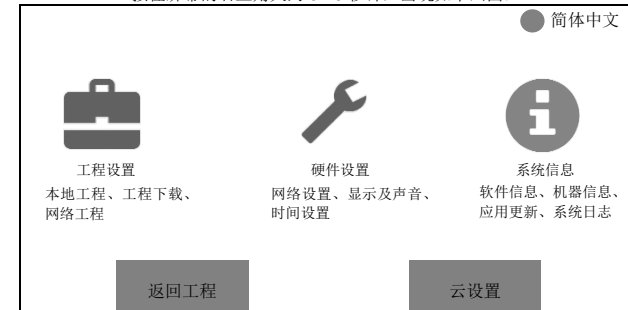 简体中文
工程设置
硬件设置
系统信息
本地工程、工程下载、
网络工程
网络设置、显示及声音、
时间设置
软件信息、机器信息、
应用更新、系统日志
返回工程
云设置